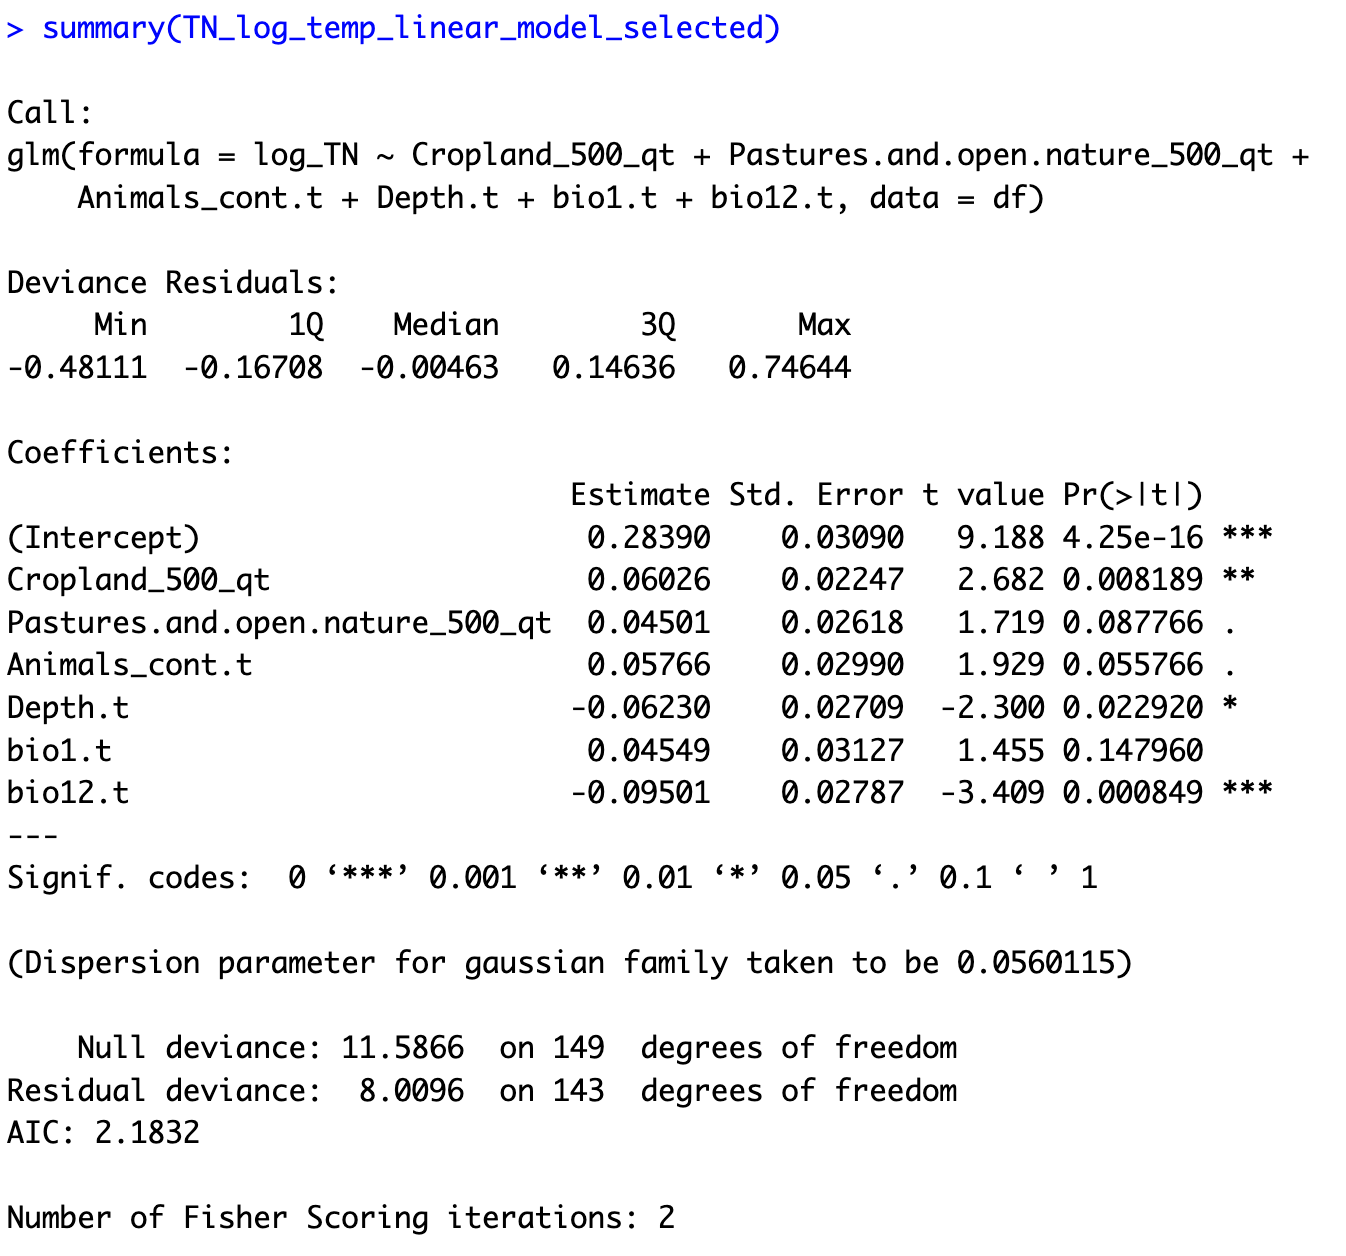 > summary(TN_log_temp_linear_model_selected)

Call:
glm(formula = log_TN ~ Cropland_500_qt + Pastures.and.open.nature_500_qt +
    Animals_cont.t + Depth.t + bio1.t + bio12.t, data = df)

Deviance Residuals:
     Min        1Q    Median        3Q       Max
-0.48111  -0.16708  -0.00463   0.14636   0.74644

Coefficients:
                                Estimate Std. Error t value Pr(>|t|)
(Intercept)                      0.28390    0.03090   9.188 4.25e-16 ***
Cropland_500_qt                  0.06026    0.02247   2.682 0.008189 **
Pastures.and.open.nature_500_qt  0.04501    0.02618   1.719 0.087766 .
Animals_cont.t                   0.05766    0.02990   1.929 0.055766 .
Depth.t                         -0.06230    0.02709  -2.300 0.022920 *
bio1.t                           0.04549    0.03127   1.455 0.147960
bio12.t                         -0.09501    0.02787  -3.409 0.000849 ***
---
Signif. codes:  0 ‘***’ 0.001 ‘**’ 0.01 ‘*’ 0.05 ‘.’ 0.1 ‘ ’ 1

(Dispersion parameter for gaussian family taken to be 0.0560115)

    Null deviance: 11.5866  on 149  degrees of freedom
Residual deviance:  8.0096  on 143  degrees of freedom
AIC: 2.1832

Number of Fisher Scoring iterations: 2